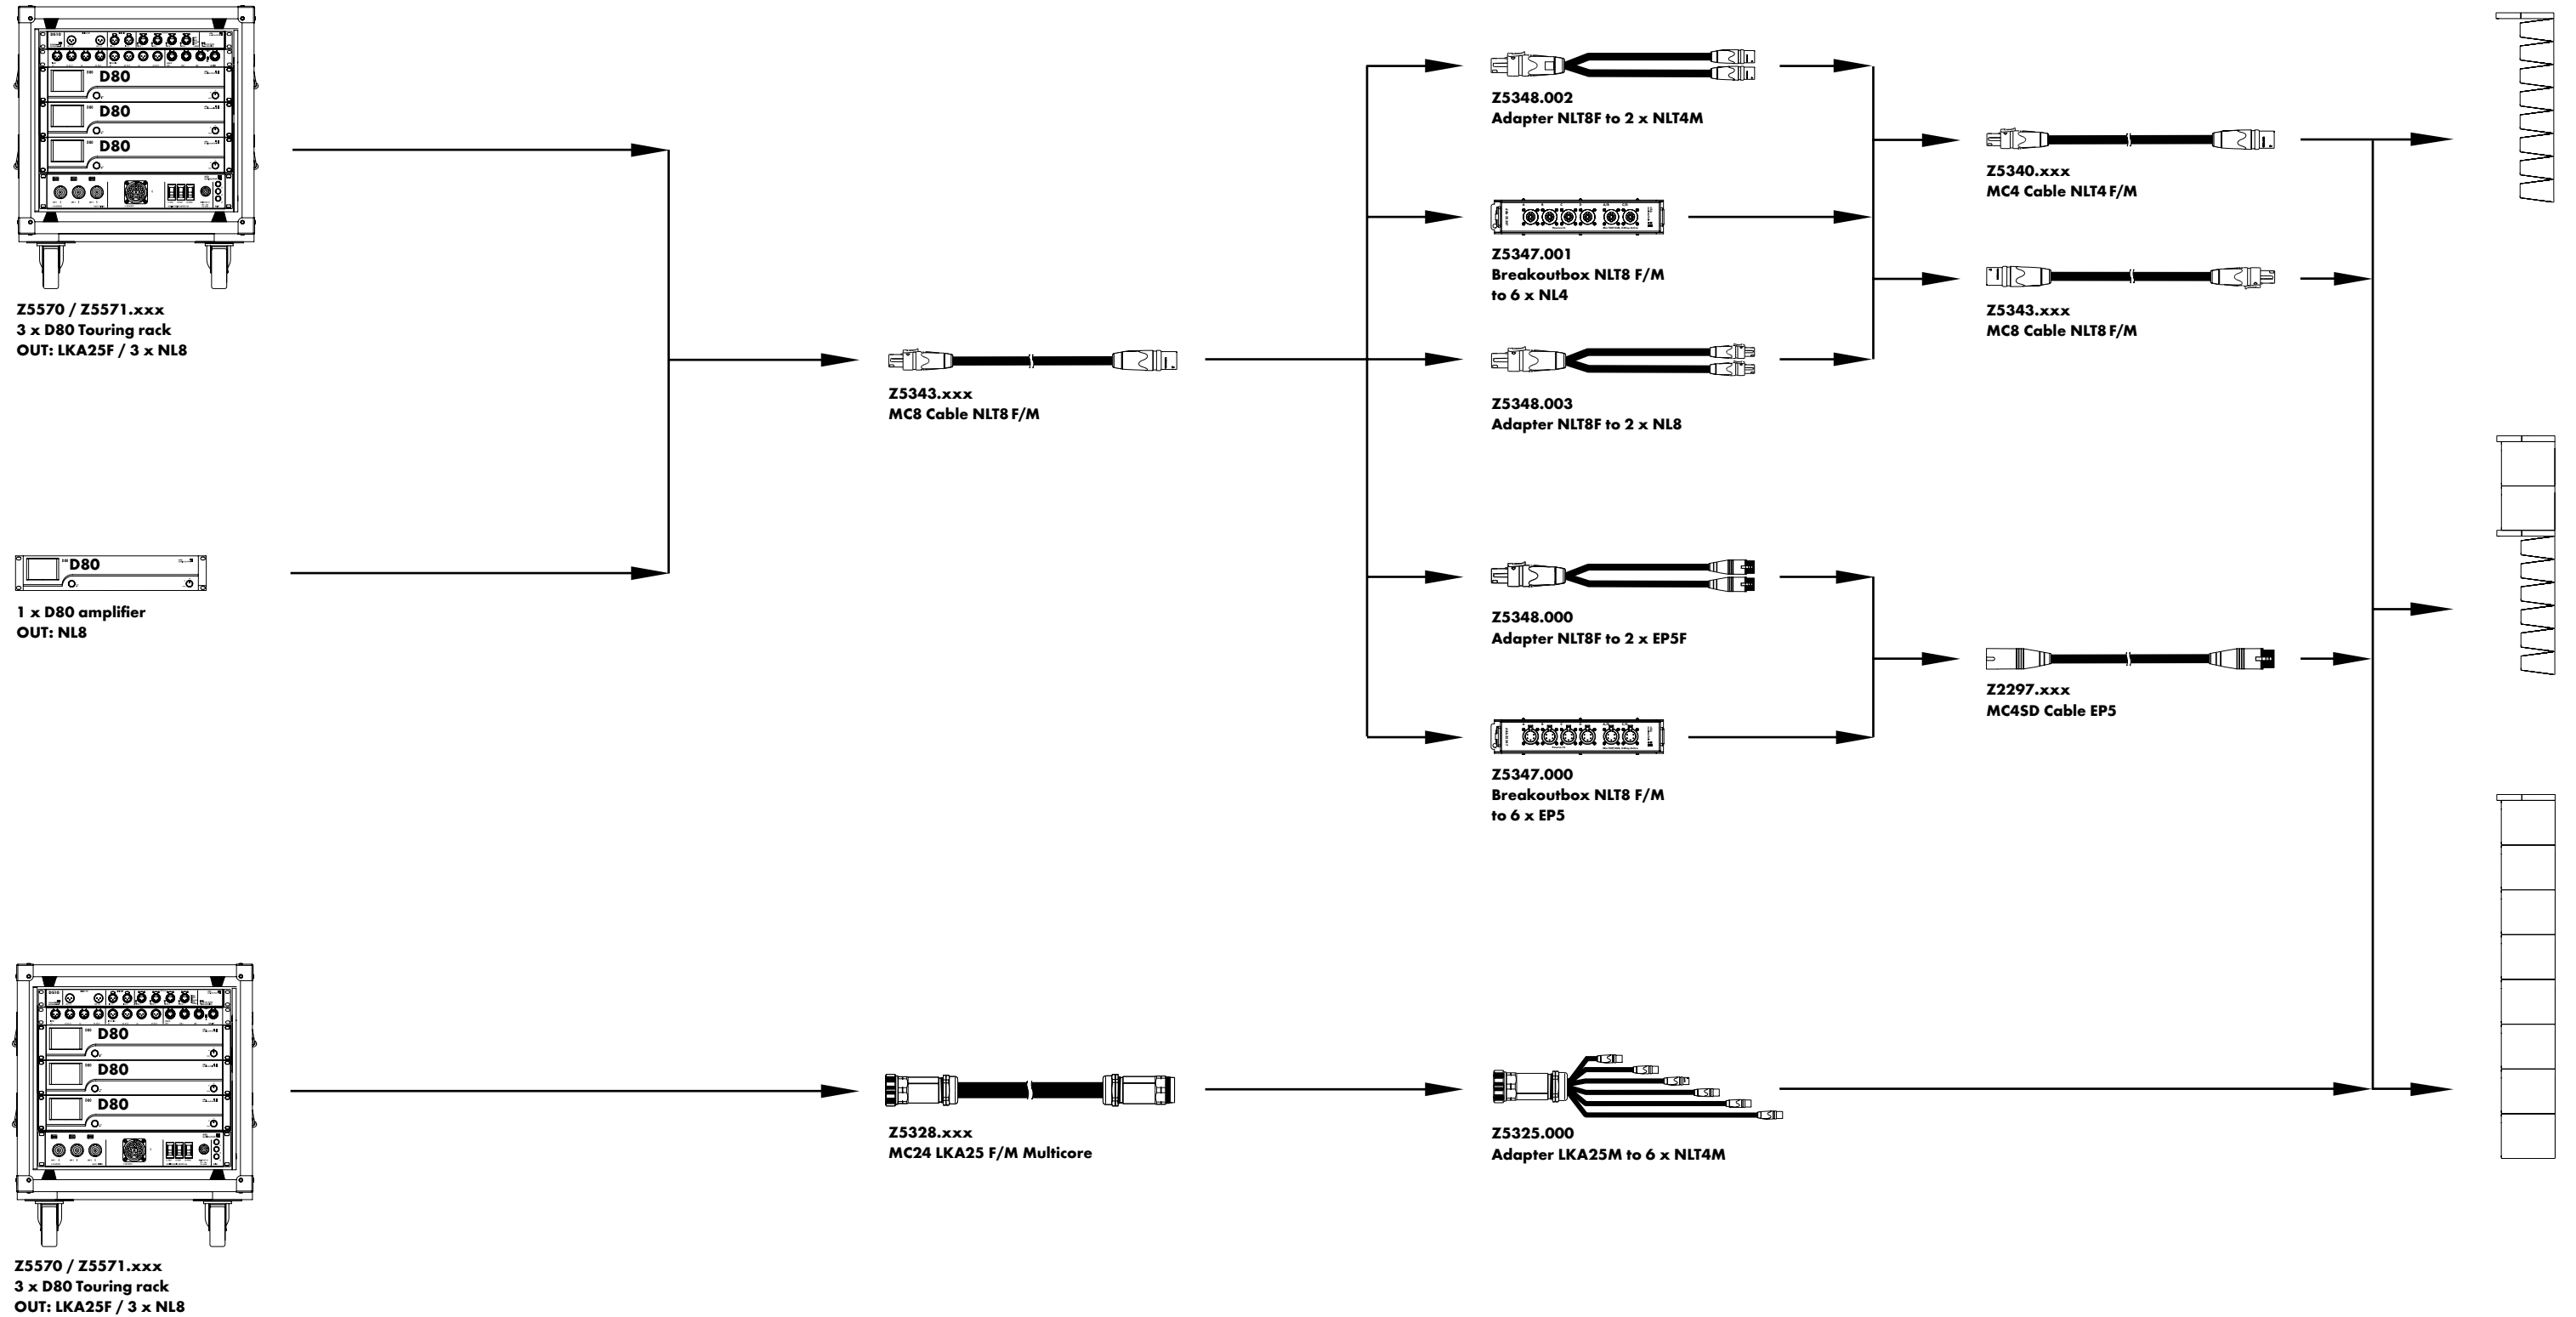 D80
D80
D80
Z5570 / Z5571.xxx
3 x D80 Touring rack
OUT: LKA25F / 3 x NL8
D80
1 x D80 amplifier
OUT: NL8
D80
D80
D80
Z5570 / Z5571.xxx
3 x D80 Touring rack
OUT: LKA25F / 3 x NL8
Z5343.xxx
MC8 Cable NLT8 F/M
Z5328.xxx
MC24 LKA25 F/M Multicore
Z5348.002
Adapter NLT8F to 2 x NLT4M
Z5347.001
Breakoutbox NLT8 F/M
to 6 x NL4
Z5348.003
Adapter NLT8F to 2 x NL8
Z5348.000
Adapter NLT8F to 2 x EP5F
Z5347.000
Breakoutbox NLT8 F/M
to 6 x EP5
Z5325.000
Adapter LKA25M to 6 x NLT4M
Z5340.xxx
MC4 Cable NLT4 F/M
Z5343.xxx
MC8 Cable NLT8 F/M
Z2297.xxx
MC4SD Cable EP5